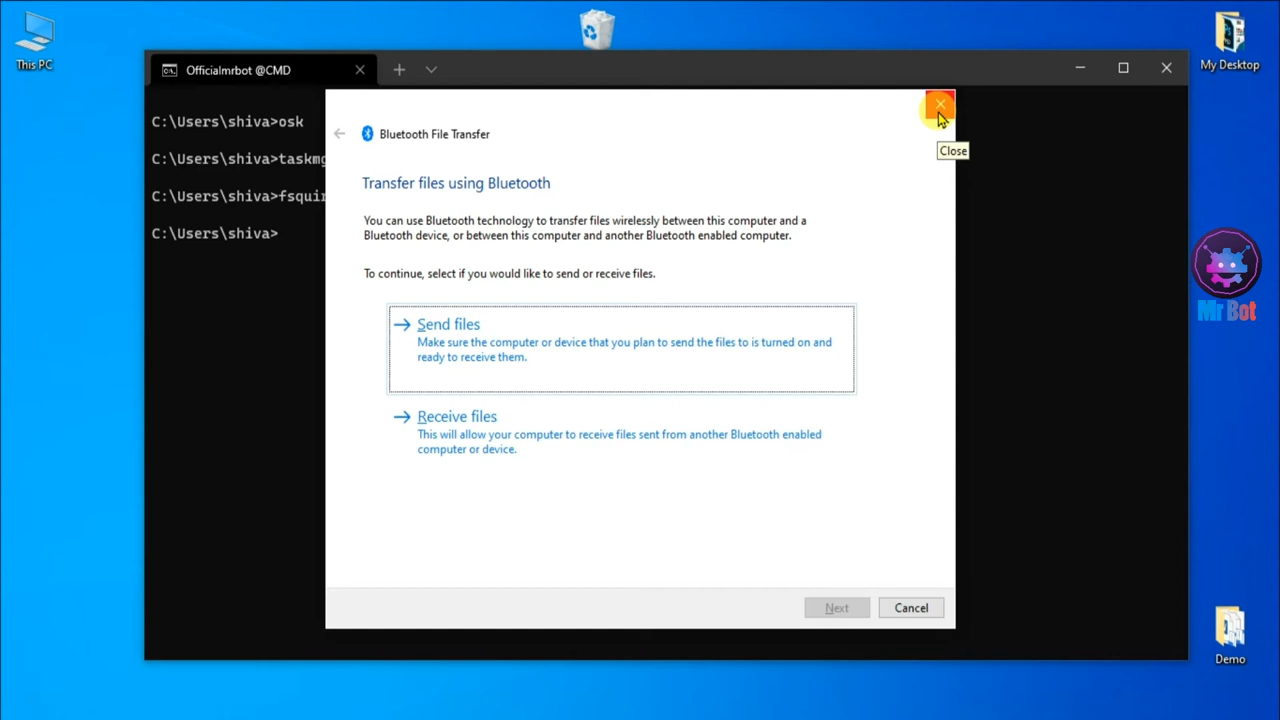 This PC
My Desktop
Officialmrbot @CMD
C:\Users\shiva>osk
C:\Users\shiva>taskmg
C:\Users\shiva>fsquir
C:\Users\shiva>
Bluetooth File Transfer
Close
Transfer files using Bluetooth
You can use Bluetooth technology to transfer files wirelessly between this computer and a
Bluetooth device, or between this computer and another Bluetooth enabled computer.
To continue, select if you would like to send or receive files.
Send files
Make sure the computer or device that you plan to send the files to is turned on and
ready to receive them.
Receive files
This will allow your computer to receive files sent from another Bluetooth enabled
computer or device.
Next
Cancel
Mr Bot
Demo